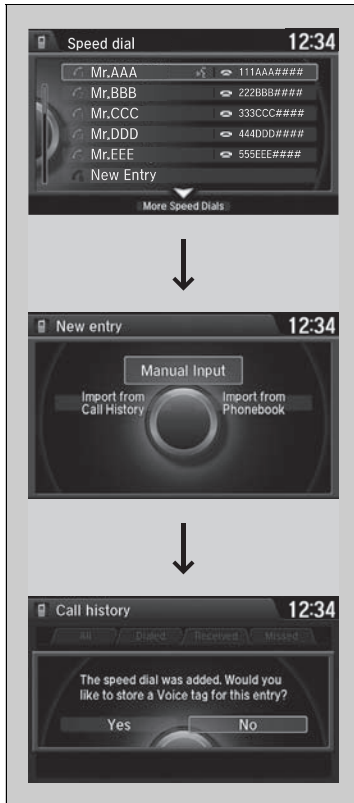 Speed dial 12:34
Mr.AAA 111AAA####
Mr.BBB 222BBB####
Mr.CCC 333CCC####
Mr.DDD 444DDD####
Mr.EEE 555EEE####
New Entry
More Speed Dials
New entry 12:34
Manual Input
Import from
Call History
Import from
Phonebook
Call history 12:34
All Dialed Received Missed
The speed dial was added. Would you
like to store a Voice tag for this entry?
Yes No